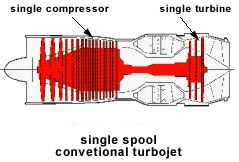 single compressor single turbine
single spool
convetional turbojet